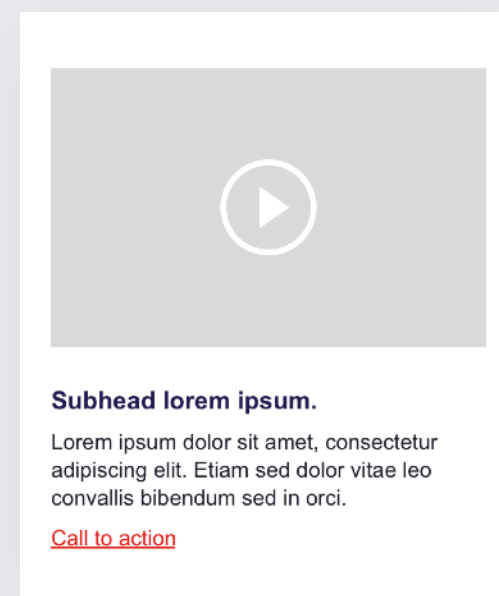 Subhead lorem ipsum.
Lorem ipsum dolor sit amet, consectetur
adipiscing elit. Etiam sed dolor vitae leo
convallis bibendum sed in orci.
Call to action